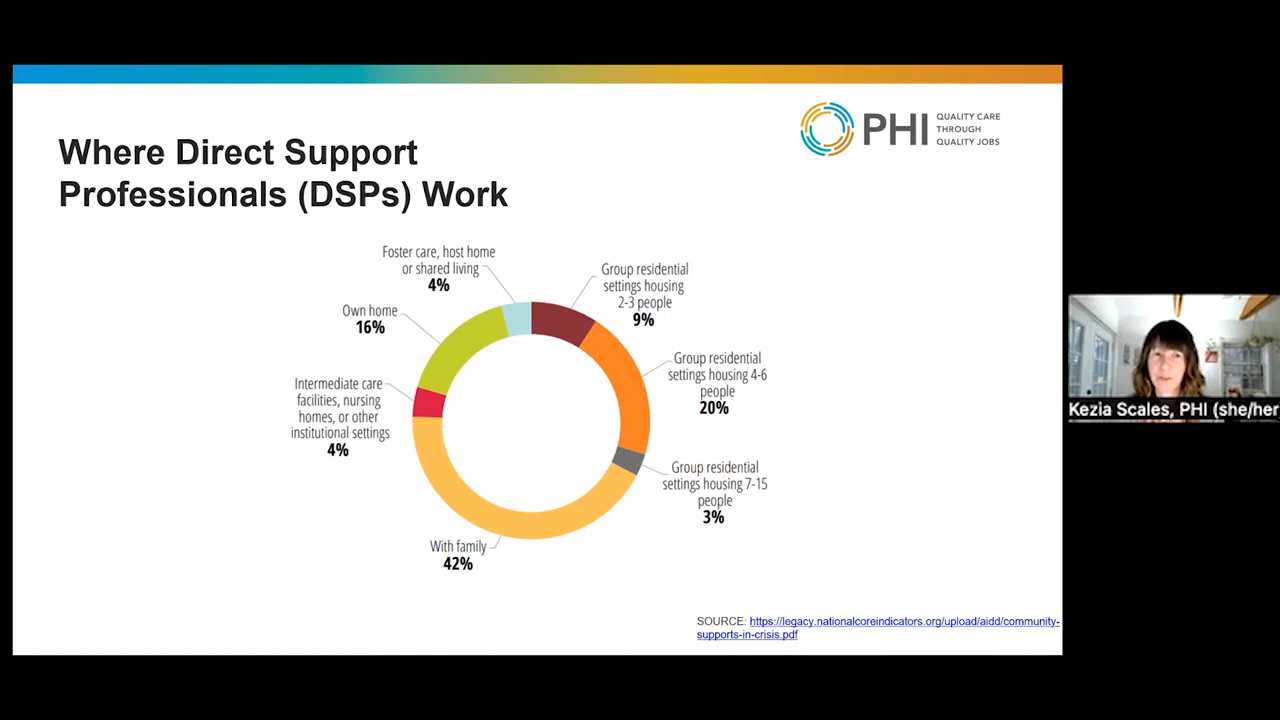 PHI
QUALITY CARE
THROUGH
QUALITY JOBS
Where Direct Support
Professionals (DSPs) Work
Foster care, host home
or shared living
4%
Group residential
settings housing
2-3 people
9%
Own home
16%
Group residential
settings housing 4-6
people
20%
Intermediate care
facilities, nursing
homes, or other
institutional settings
4%
Group residential
settings housing 7-15
people
3%
With family
42%
SOURCE: https://legacy.nationalcoreindicators.org/upload/aidd/community-
supports-in-crisis.pdf
Kezia Scales, PHI (she/her